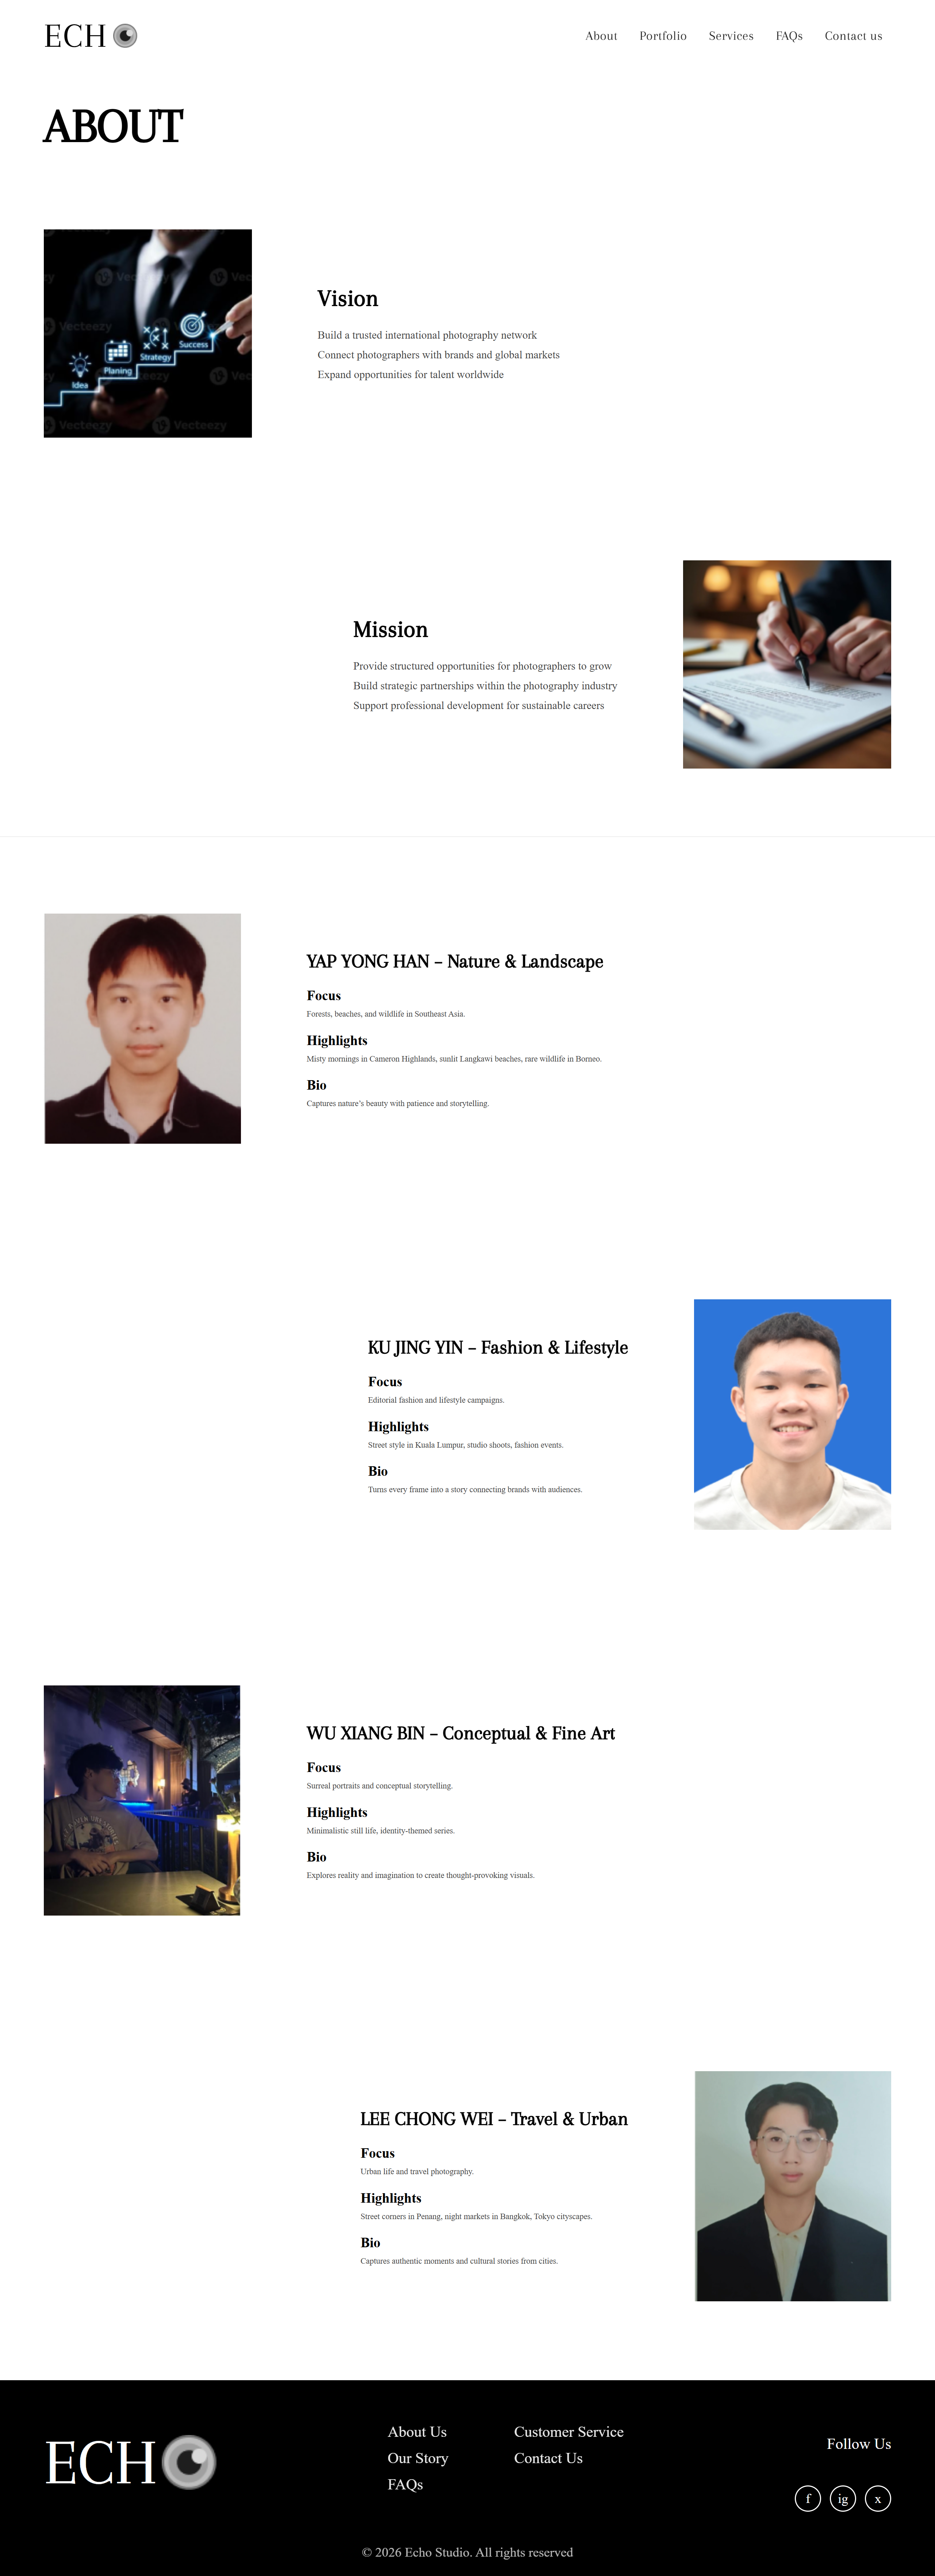 ECHO
About Portfolio Services FAQs Contact us
ABOUT
Vecteezy
Idea
Planing
Strategy
Success
Vecteezy
Vecteezy
Vision
Build a trusted international photography network
Connect photographers with brands and global markets
Expand opportunities for talent worldwide
Mission
Provide structured opportunities for photographers to grow
Build strategic partnerships within the photography industry
Support professional development for sustainable careers
YAP YONG HAN – Nature & Landscape
Focus
Forests, beaches, and wildlife in Southeast Asia.
Highlights
Misty mornings in Cameron Highlands, sunlit Langkawi beaches, rare wildlife in Borneo.
Bio
Captures nature’s beauty with patience and storytelling.
KU JING YIN – Fashion & Lifestyle
Focus
Editorial fashion and lifestyle campaigns.
Highlights
Street style in Kuala Lumpur, studio shoots, fashion events.
Bio
Turns every frame into a story connecting brands with audiences.
WU XIANG BIN – Conceptual & Fine Art
Focus
Surreal portraits and conceptual storytelling.
Highlights
Minimalistic still life, identity-themed series.
Bio
Explores reality and imagination to create thought-provoking visuals.
LEE CHONG WEI – Travel & Urban
Focus
Urban life and travel photography.
Highlights
Street corners in Penang, night markets in Bangkok, Tokyo cityscapes.
Bio
Captures authentic moments and cultural stories from cities.
ECHO
About Us
Our Story
FAQs
Customer Service
Contact Us
Follow Us
f ig x
© 2026 Echo Studio. All rights reserved